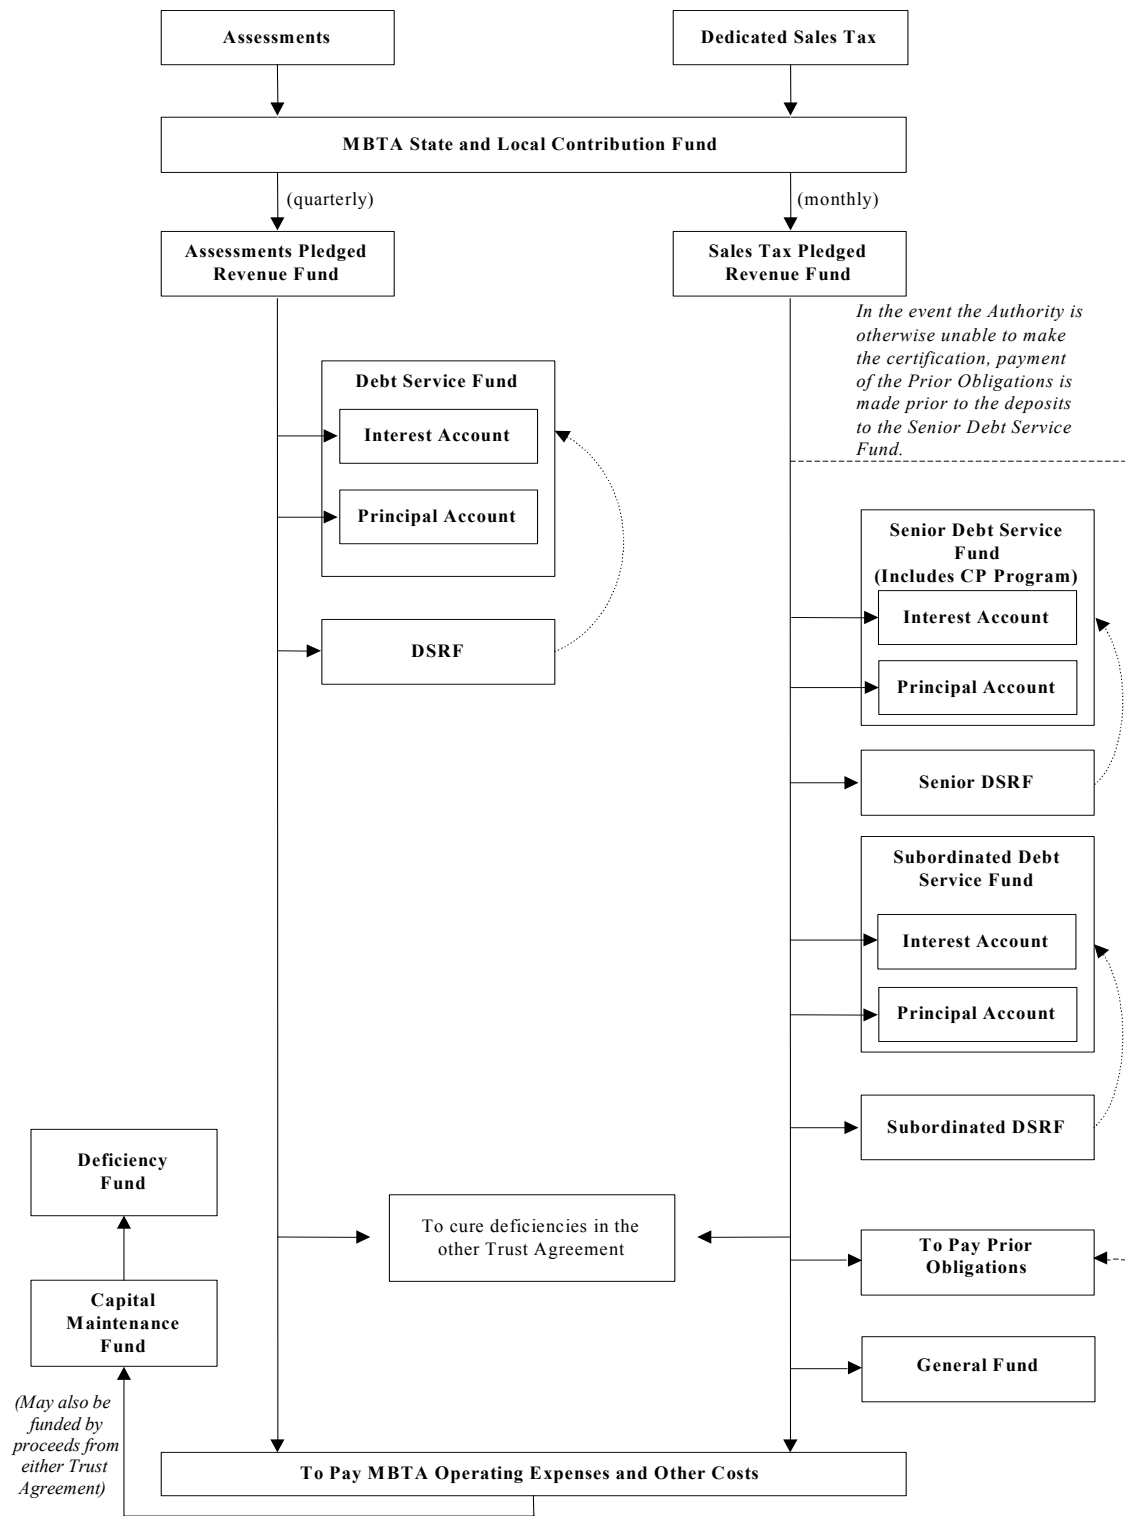 Assessments
Dedicated Sales Tax
MBTA State and Local Contribution Fund
(quarterly)
(monthly)
Assessments Pledged
Revenue Fund
Sales Tax Pledged
Revenue Fund
In the event the Authority is
otherwise unable to make
the certification, payment
of the Prior Obligations is
made prior to the deposits
to the Senior Debt Service
Fund.
Debt Service Fund
Interest Account
Principal Account
DSRF
Senior Debt Service
Fund
(Includes CP Program)
Interest Account
Principal Account
Senior DSRF
Subordinated Debt
Service Fund
Interest Account
Principal Account
Subordinated DSRF
Deficiency
Fund
To cure deficiencies in the
other Trust Agreement
To Pay Prior
Obligations
Capital
Maintenance
Fund
General Fund
(May also be
funded by
proceeds from
either Trust
Agreement)
To Pay MBTA Operating Expenses and Other Costs